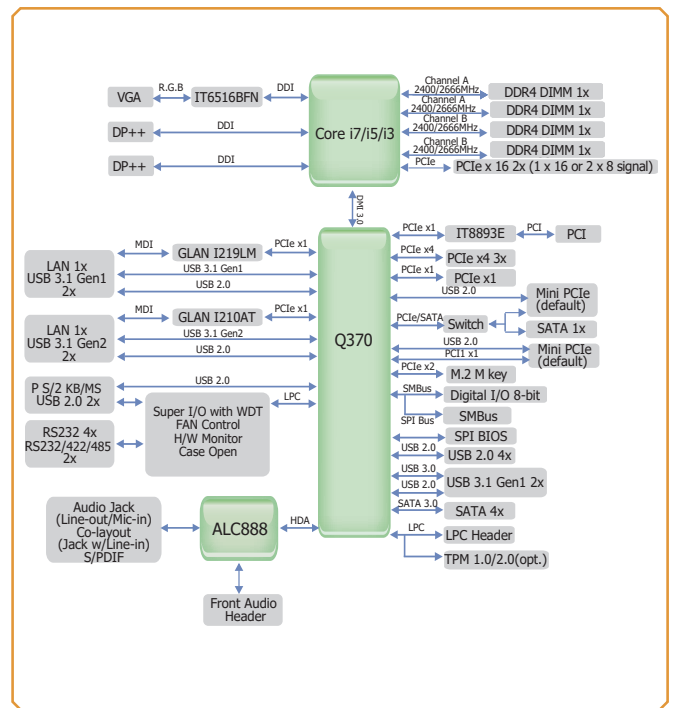 VGA
R.G.B
IT6516BFN
DDI
DP++
DDI
DP++
DDI
Core i7/i5/i3
Channel A
2400/2666MHz
DDR4 DIMM 1x
Channel A
2400/2666MHz
DDR4 DIMM 1x
Channel B
2400/2666MHz
DDR4 DIMM 1x
Channel B
2400/2666MHz
DDR4 DIMM 1x
PCIe
PCIe x 16 2x (1 x 16 or 2 x 8 signal)
DMI 3.0
Q370
LAN 1x
USB 3.1 Gen1
2x
MDI
GLAN I219LM
PCIe x1
USB 3.1 Gen1
USB 2.0
LAN 1x
USB 3.1 Gen2
2x
MDI
GLAN I210AT
PCIe x1
USB 3.1 Gen2
USB 2.0
P S/2 KB/MS
USB 2.0 2x
USB 2.0
RS232 4x
RS232/422/485
2x
Super I/O with WDT
FAN Control
H/W Monitor
Case Open
LPC
Audio Jack
(Line-out/Mic-in)
Co-layout
(Jack w/Line-in)
S/PDIF
ALC888
HDA
Front Audio
Header
PCIe x1
IT8893E
PCI
PCI
PCIe x4
PCIe x4 3x
PCIe x1
PCIe x1
USB 2.0
Mini PCIe
(default)
PCIe/SATA
Switch
SATA 1x
USB 2.0
PCI1 x1
Mini PCIe
(default)
PCIe x2
M.2 M key
SMBus
Digital I/O 8-bit
SMBus
SPI Bus
SPI BIOS
USB 2.0
USB 2.0 4x
USB 3.0
USB 2.0
USB 3.1 Gen1 2x
SATA 3.0
SATA 4x
LPC
LPC Header
TPM 1.0/2.0(opt.)